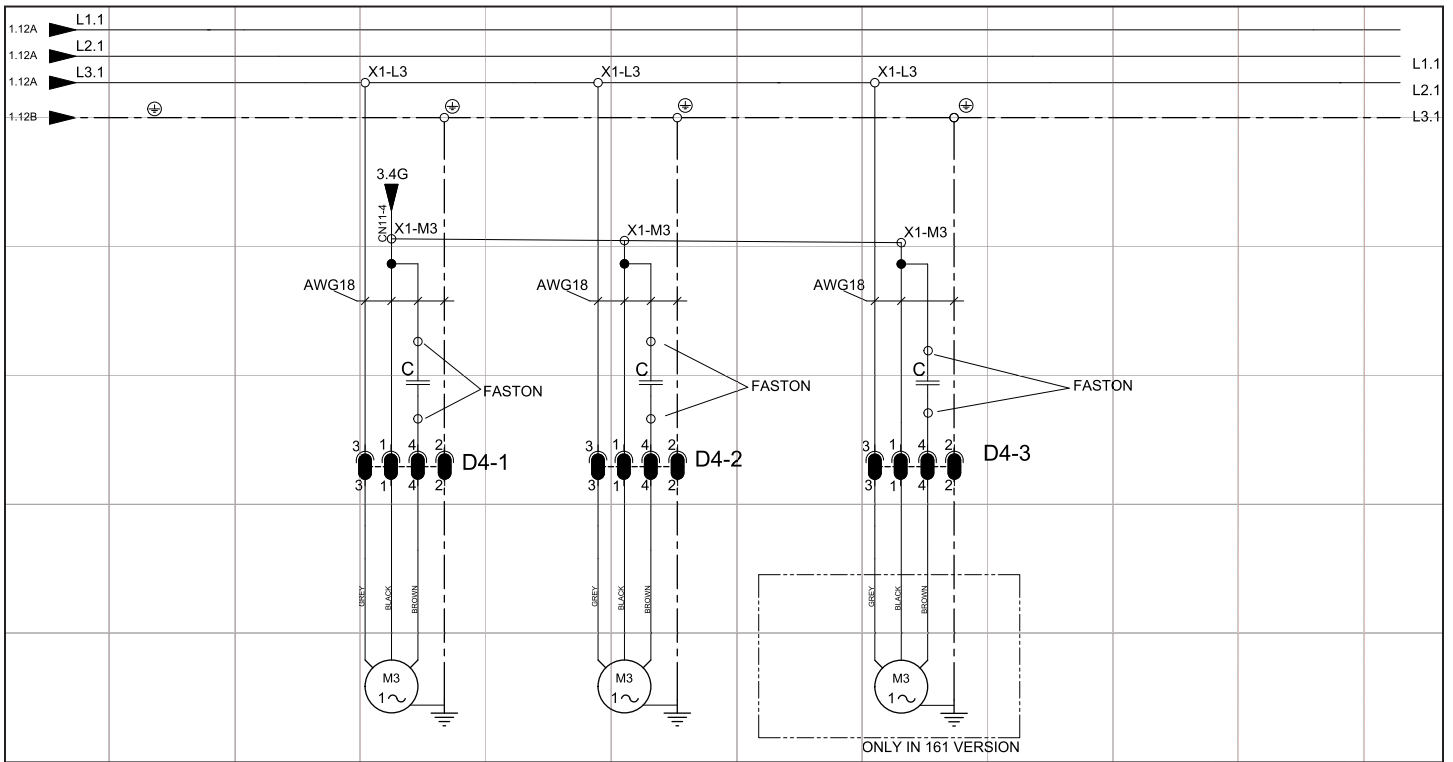 1.12A L1.1
1.12A L2.1
L1.1
1.12A L3.1 X1-L3 X1-L3 X1-L3
L2.1
1.12B L3.1
3.4G
CN11-4
X1-M3 X1-M3 X1-M3
AWG18 AWG18 AWG18
C C C
FASTON FASTON FASTON
3 1 4 2 3 1 4 2 3 1 4 2
D4-1 D4-2 D4-3
3 1 4 2 3 1 4 2 3 1 4 2
GREY BLACK BROWN GREY BLACK BROWN GREY BLACK BROWN
M3 M3 M3
1~ 1~ 1~
ONLY IN 161 VERSION